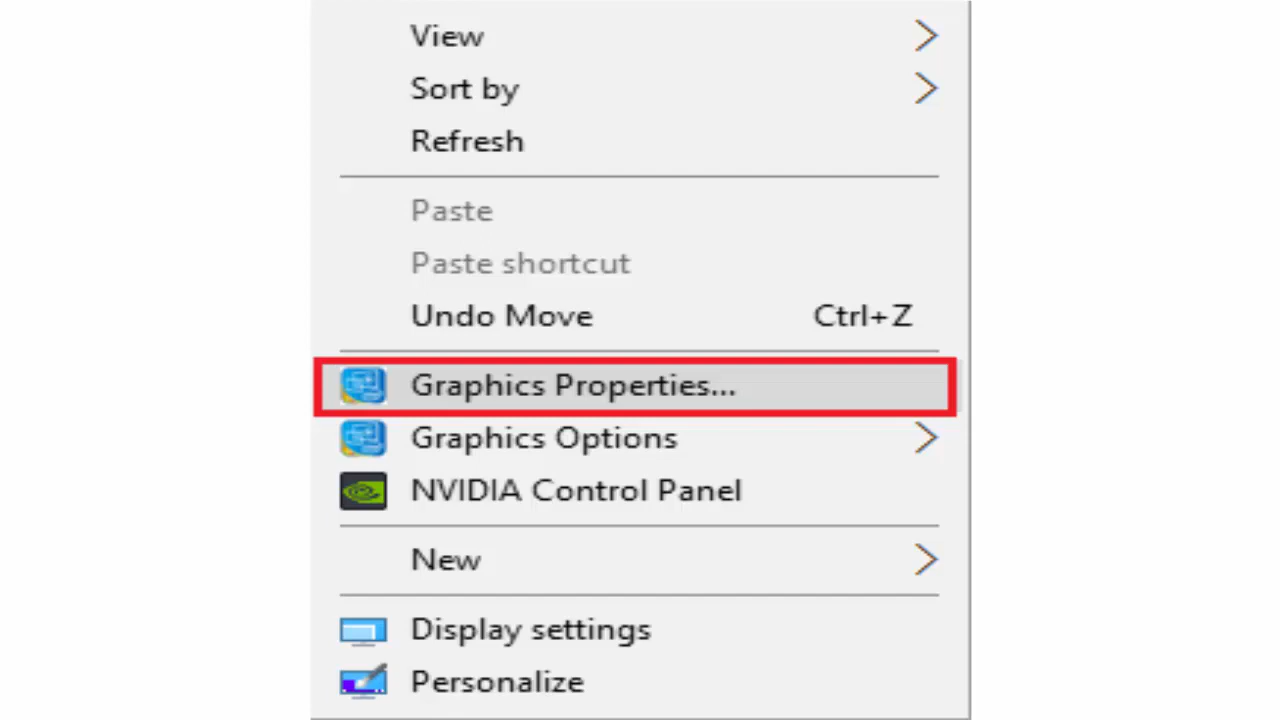 View
Sort by
Refresh
Paste
Paste shortcut
Undo Move Ctrl+Z
Graphics Properties...
Graphics Options
NVIDIA Control Panel
New
Display settings
Personalize